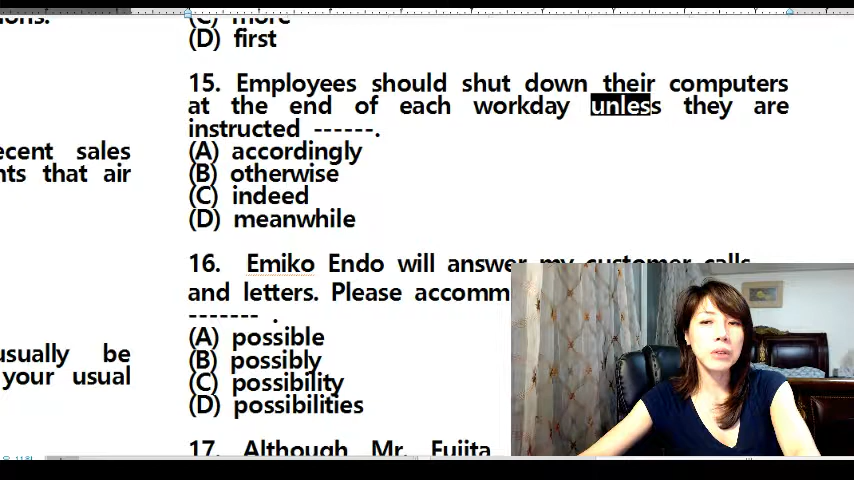 (C) more
(D) first
15. Employees should shut down their computers
at the end of each workday unless they are
instructed ------.
(A) accordingly
(B) otherwise
(C) indeed
(D) meanwhile
16. Emiko Endo will answer my customer calls
and letters. Please accomm
------- .
(A) possible
(B) possibly
(C) possibility
(D) possibilities
17. Although Mr. Fujita
ecent sales
nts that air
usually be
your usual